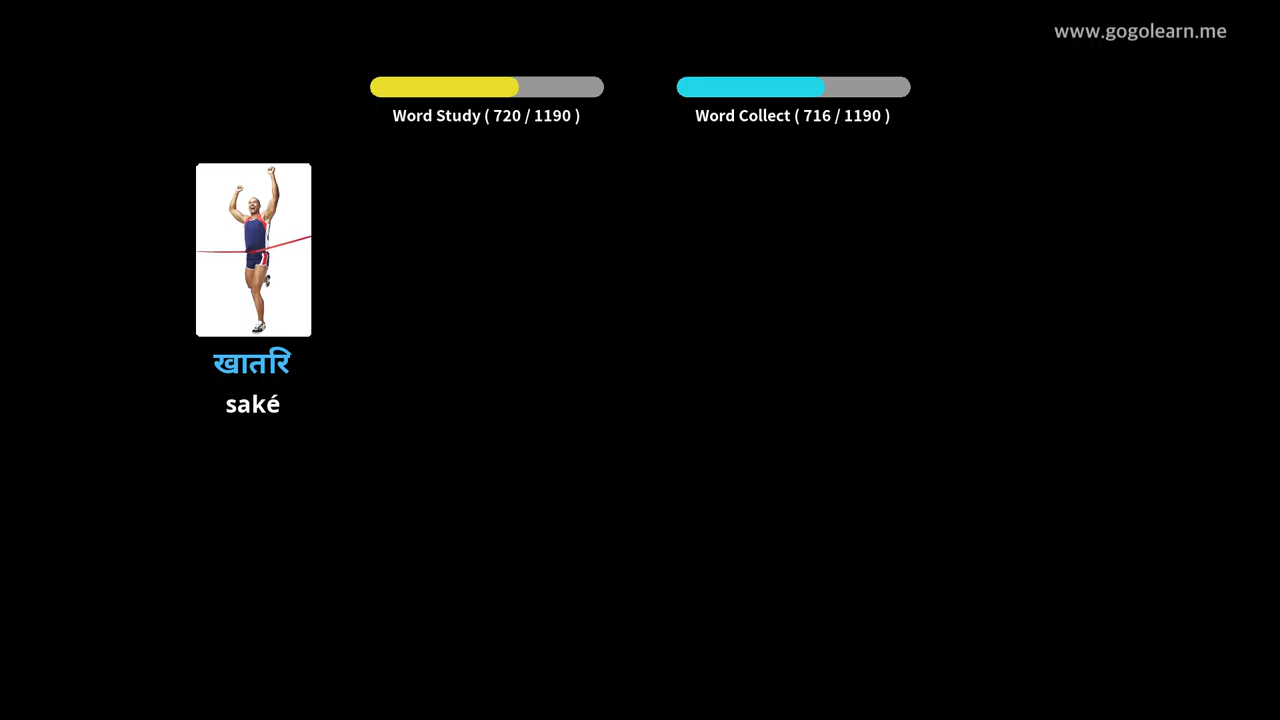 www.gogolearn.me
Word Study ( 720 / 1190 )
Word Collect ( 716 / 1190 )
खातरि
saké